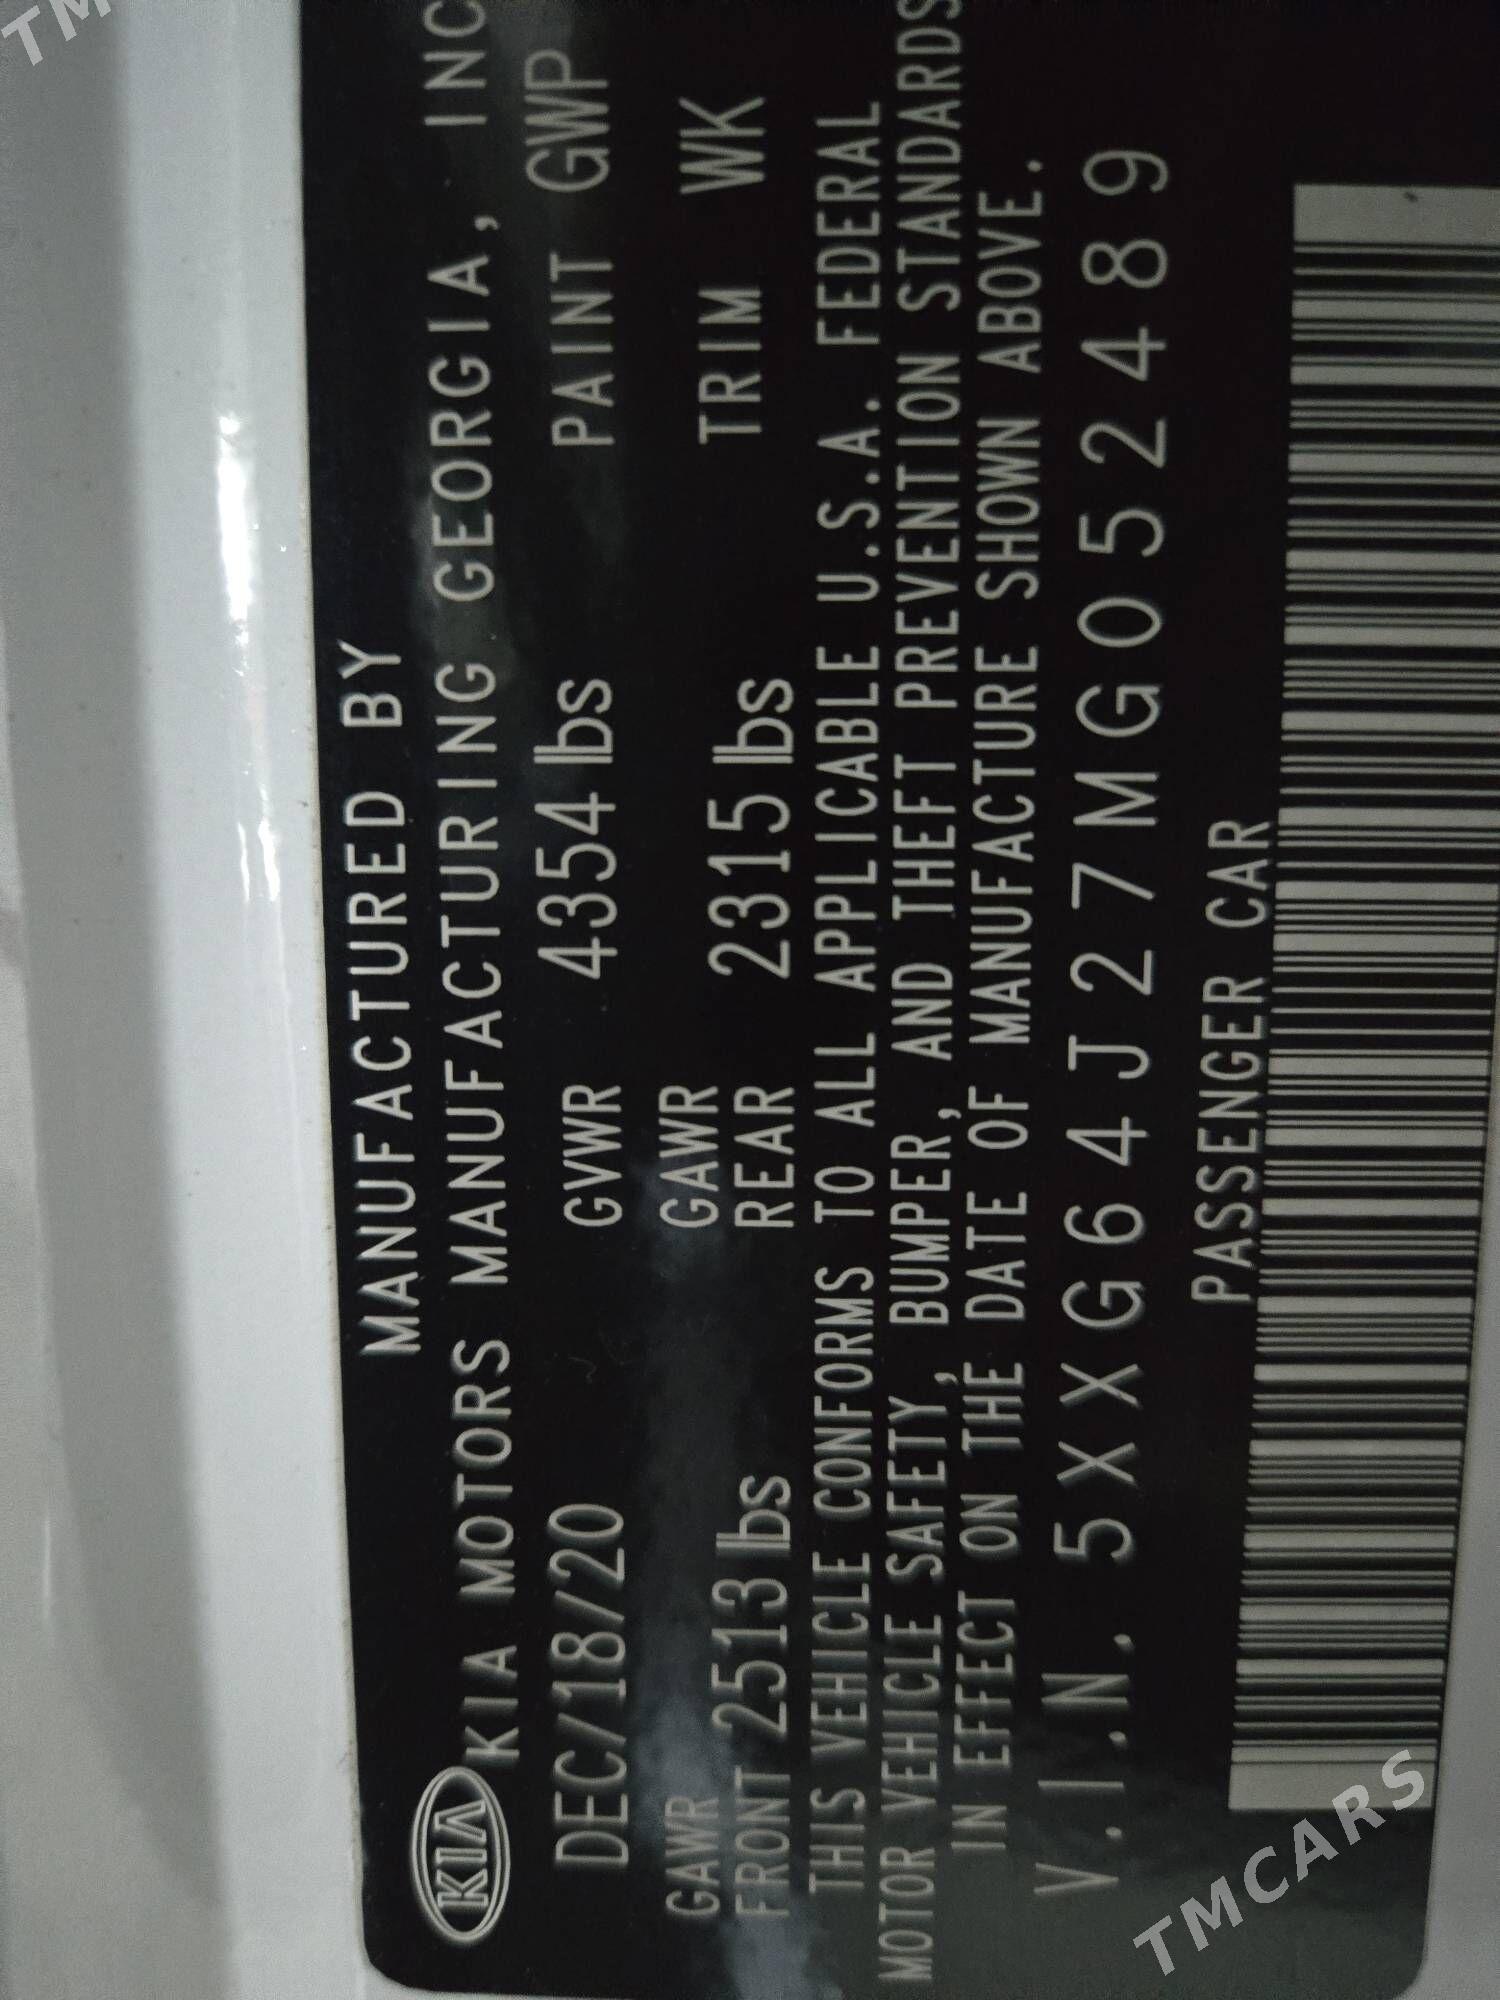 MANUFACTURED BY
KIA KIA MOTORS MANUFACTURING GEORGIA, INC
DEC/18/20 GVWR 4354 lbs PAINT GWP
GAWR FRONT 2513 lbs GAWR REAR 2315 lbs TRIM WK
THIS VEHICLE CONFORMS TO ALL APPLICABLE U.S.A. FEDERAL
MOTOR VEHICLE SAFETY, BUMPER, AND THEFT PREVENTION STANDARDS
IN EFFECT ON THE DATE OF MANUFACTURE SHOWN ABOVE.
V.I.N. 5XXG64J27MG052489
PASSENGER CAR
TMCARS
TM